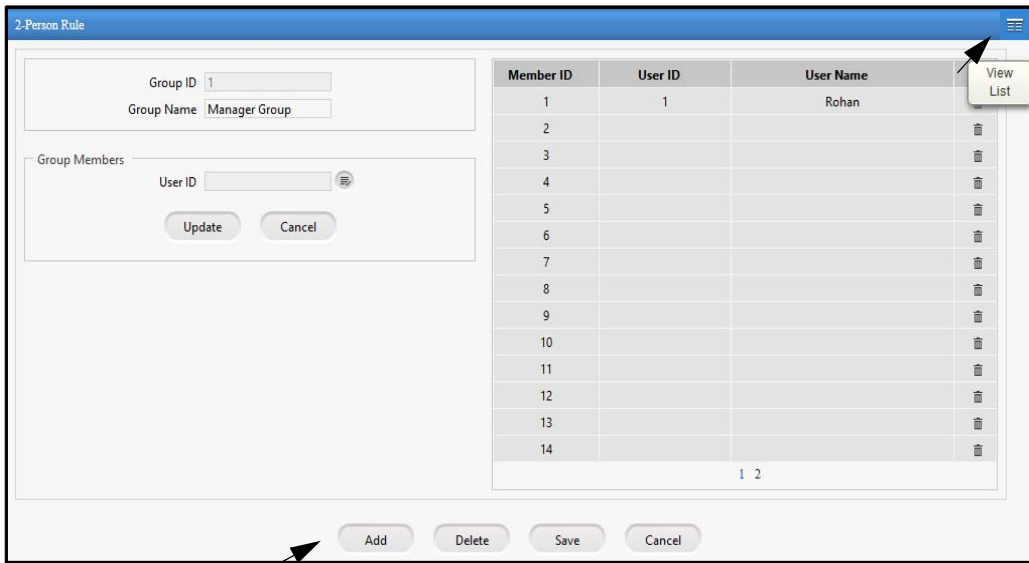 2-Person Rule
View
List
Group ID 1
Group Name Manager Group
Group Members
User ID
Update Cancel
Member ID User ID User Name
1 1 Rohan
2
3
4
5
6
7
8
9
10
11
12
13
14
1 2
Add Delete Save Cancel